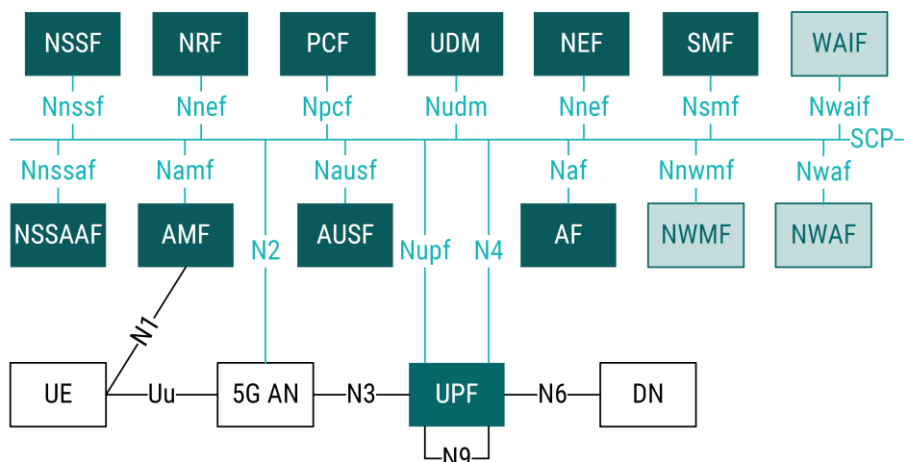 NSSF NRF PCF UDM NEF SMF WAIF
Nnssf Nnef Npcf Nudm Nnef Nsmf Nwaif
SCP
Nnssaf Namf Nausf Naf Nnwmf Nwaf
NSSAAF AMF N2 AUSF Nupf N4 AF NWMF NWAF
N1
UE Uu 5G AN N3 UPF N6 DN
N9